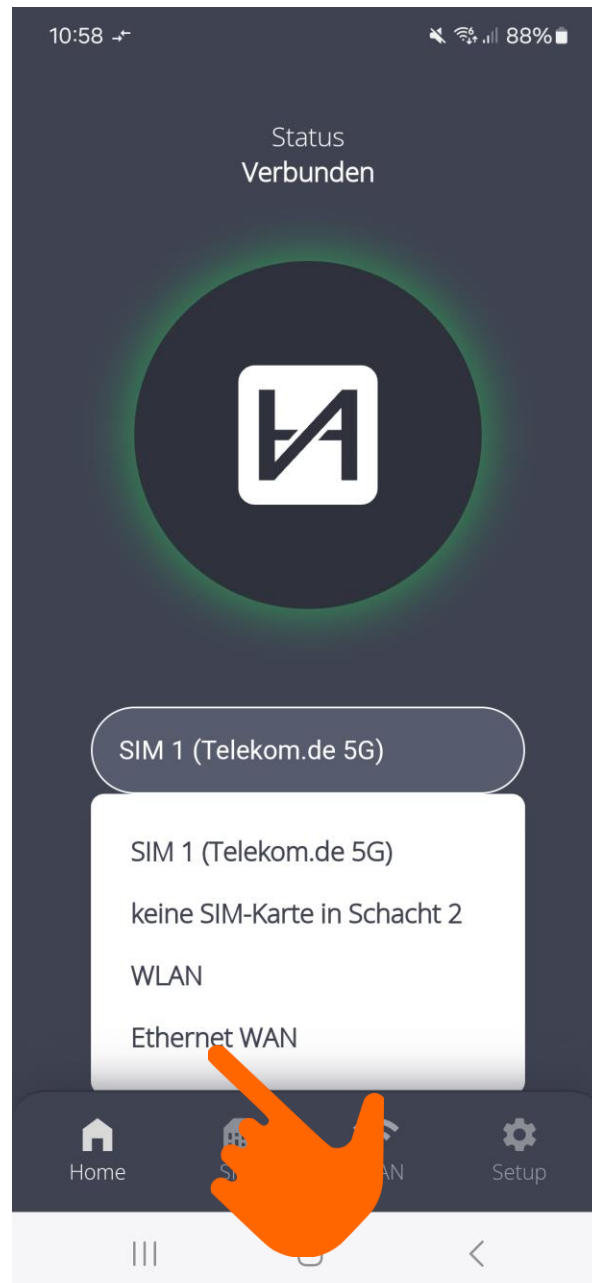 10:58
88%
Status
Verbunden
SIM 1 (Telekom.de 5G)
SIM 1 (Telekom.de 5G)
keine SIM-Karte in Schacht 2
WLAN
Ethernet WAN
Home
Setup